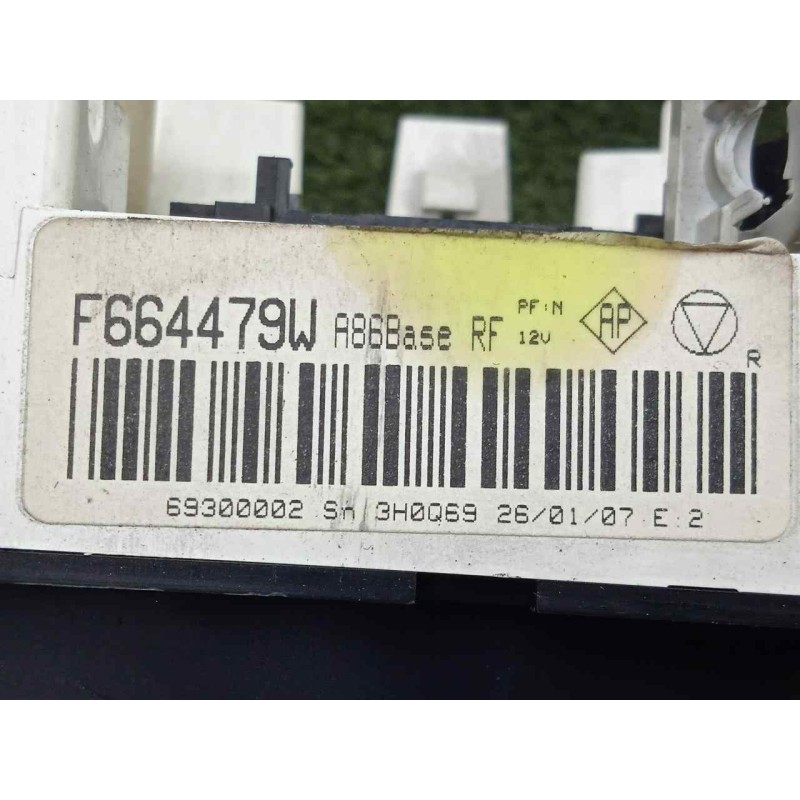 F664479W A86Base RF PF:N 12V AP
R
69300002 Sn 3H0Q69 26/01/07 E:2